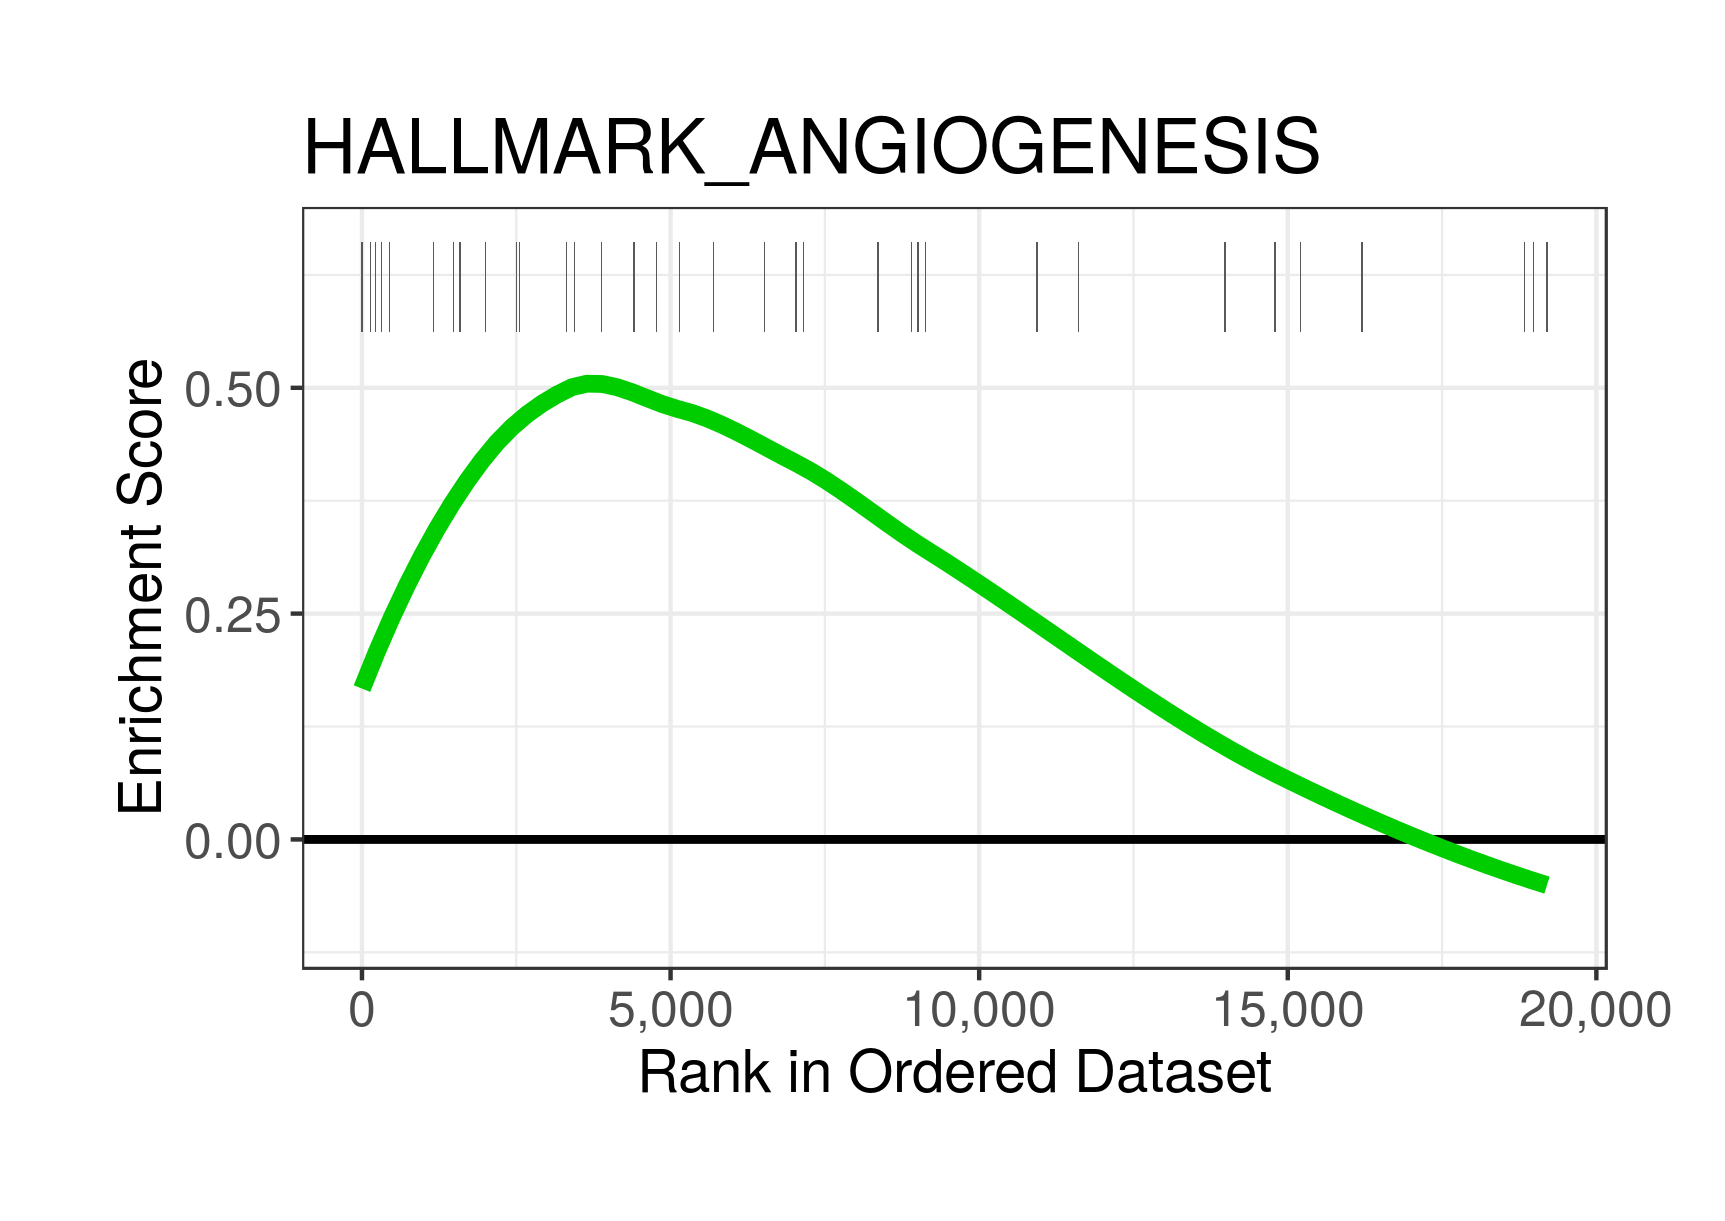 HALLMARK_ANGIOGENESIS
Enrichment Score
0.50
0.25
0.00
0 5,000 10,000 15,000 20,000
Rank in Ordered Dataset